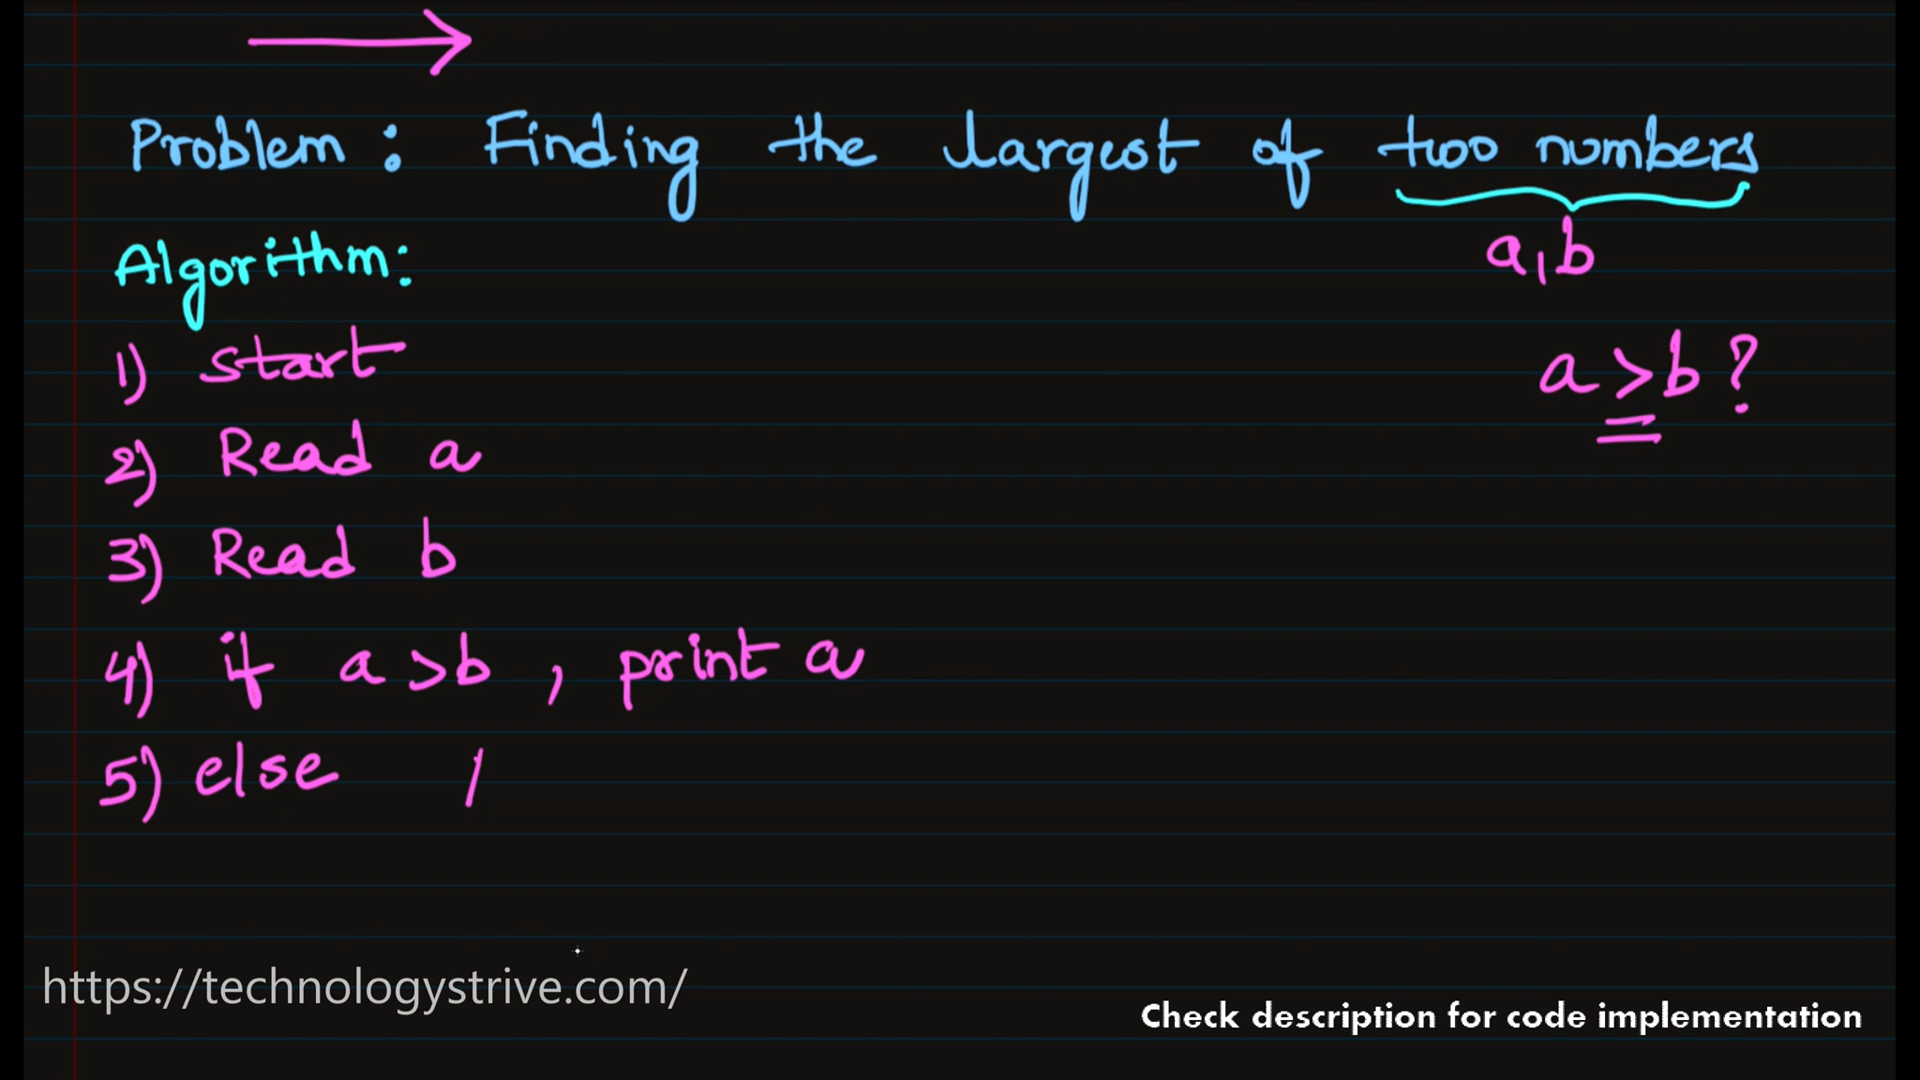 Problem : Finding the largest of two numbers
a,b
Algorithm:
1) start
a > b ?
2) Read a
3) Read b
4) if a > b , print a
5) else
https://technologystrive.com/
Check description for code implementation